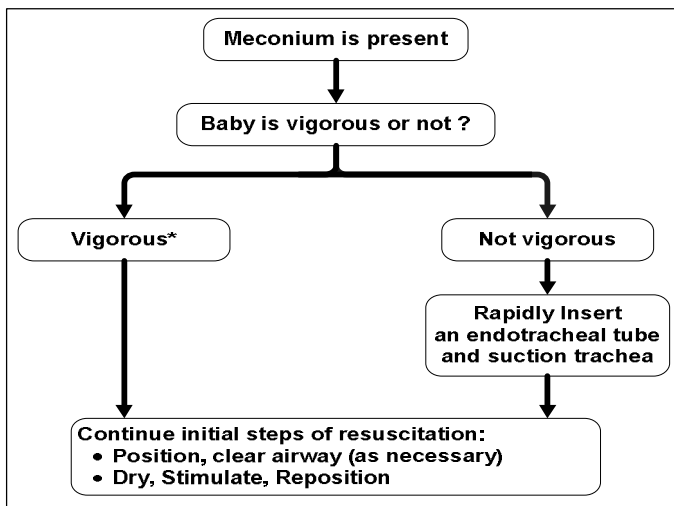 Meconium is present
Baby is vigorous or not ?
Vigorous*
Not vigorous
Rapidly Insert
an endotracheal tube
and suction trachea
Continue initial steps of resuscitation:
• Position, clear airway (as necessary)
• Dry, Stimulate, Reposition